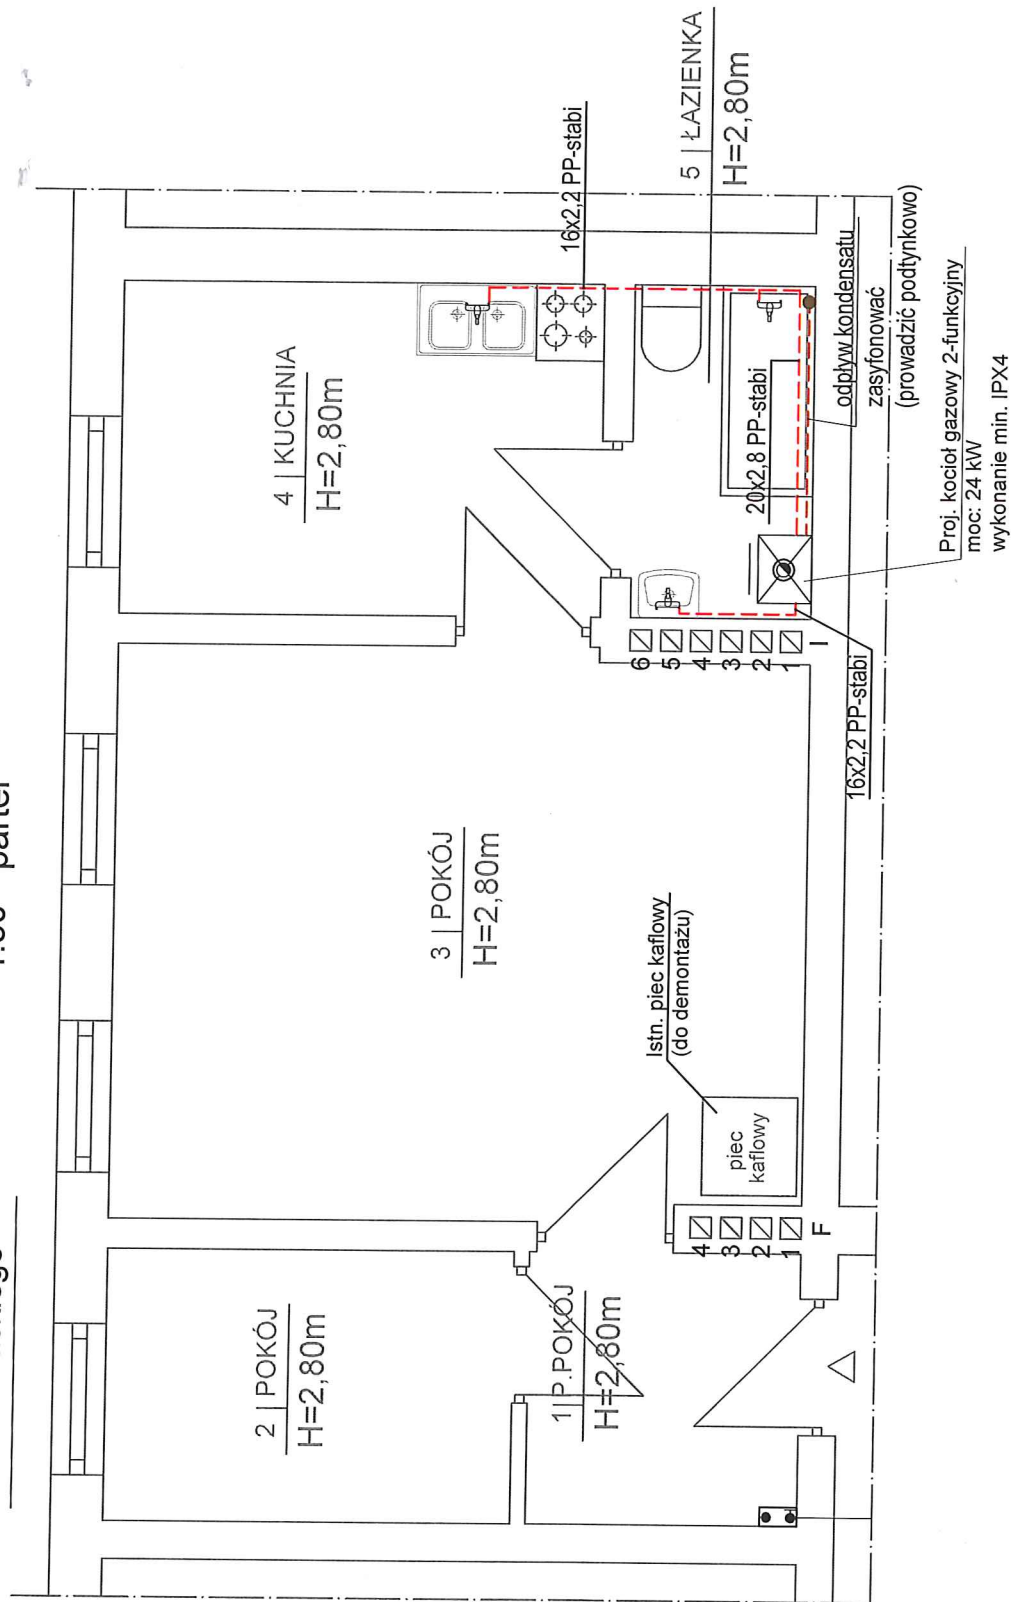 parter
5 | ŁAZIENKA
H=2,80m
16x2,2 PP-stabi
4 | KUCHNIA
H=2,80m
20x2,8 PP-stabi
odpływ kondensatu
zasyfonować
(prowadzić podtynkowo)
Proj. kocioł gazowy 2-funkcyjny
moc: 24 kW
wykonanie min. IPX4
6
5
4
3
2
1
I
16x2,2 PP-stabi
3 | POKÓJ
H=2,80m
Istn. piec kaflowy
(do demontażu)
piec
kaflowy
4
3
2
1
F
2 | POKÓJ
H=2,80m
1 | P.POKÓJ
H=2,80m